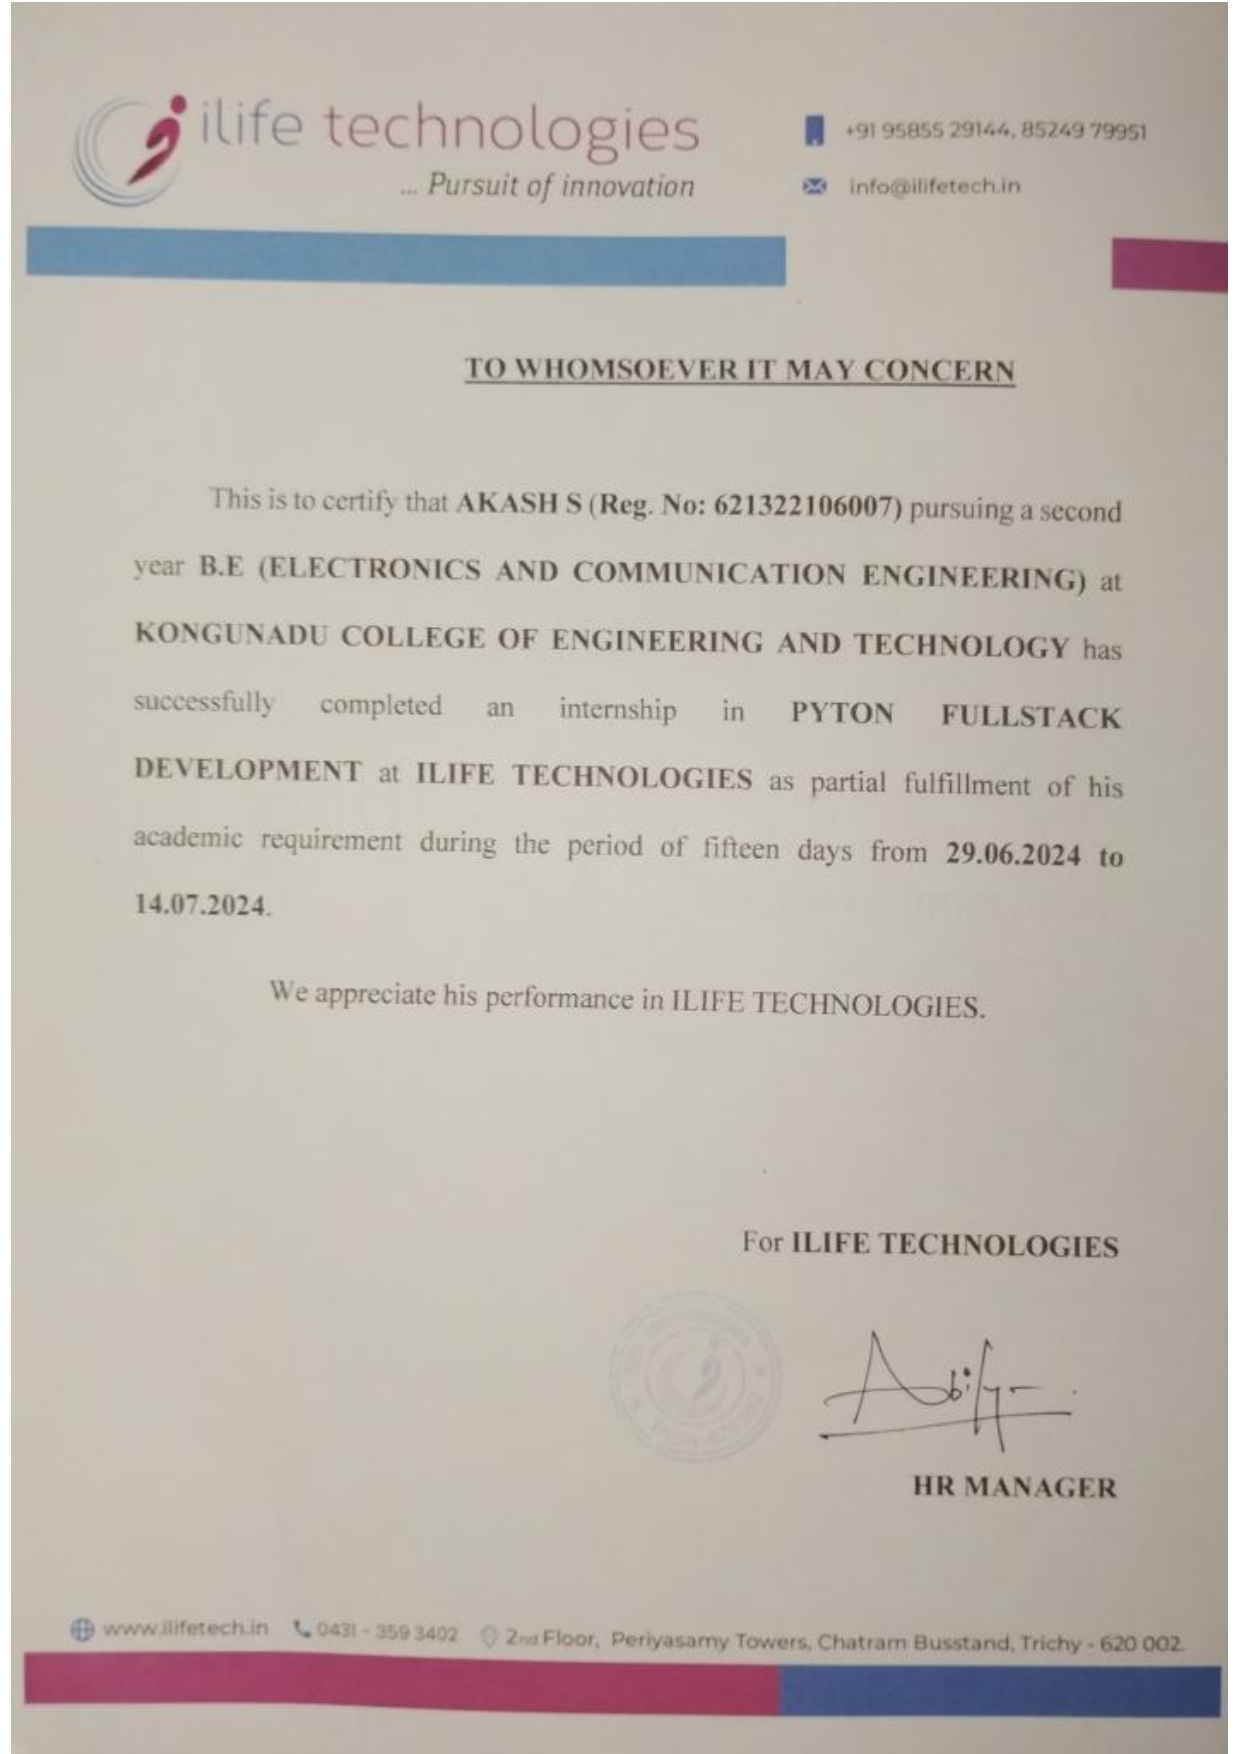 ilife technologies
... Pursuit of innovation
+91 95855 29144, 85249 79951
info@ilifetech.in
TO WHOMSOEVER IT MAY CONCERN
This is to certify that AKASH S (Reg. No: 621322106007) pursuing a second
year B.E (ELECTRONICS AND COMMUNICATION ENGINEERING) at
KONGUNADU COLLEGE OF ENGINEERING AND TECHNOLOGY has
successfully completed an internship in PYTON FULLSTACK
DEVELOPMENT at ILIFE TECHNOLOGIES as partial fulfillment of his
academic requirement during the period of fifteen days from 29.06.2024 to
14.07.2024.
We appreciate his performance in ILIFE TECHNOLOGIES.
For ILIFE TECHNOLOGIES
HR MANAGER
www.ilifetech.in 0431 - 359 3402 2nd Floor, Periyasamy Towers, Chatram Busstand, Trichy - 620 002.